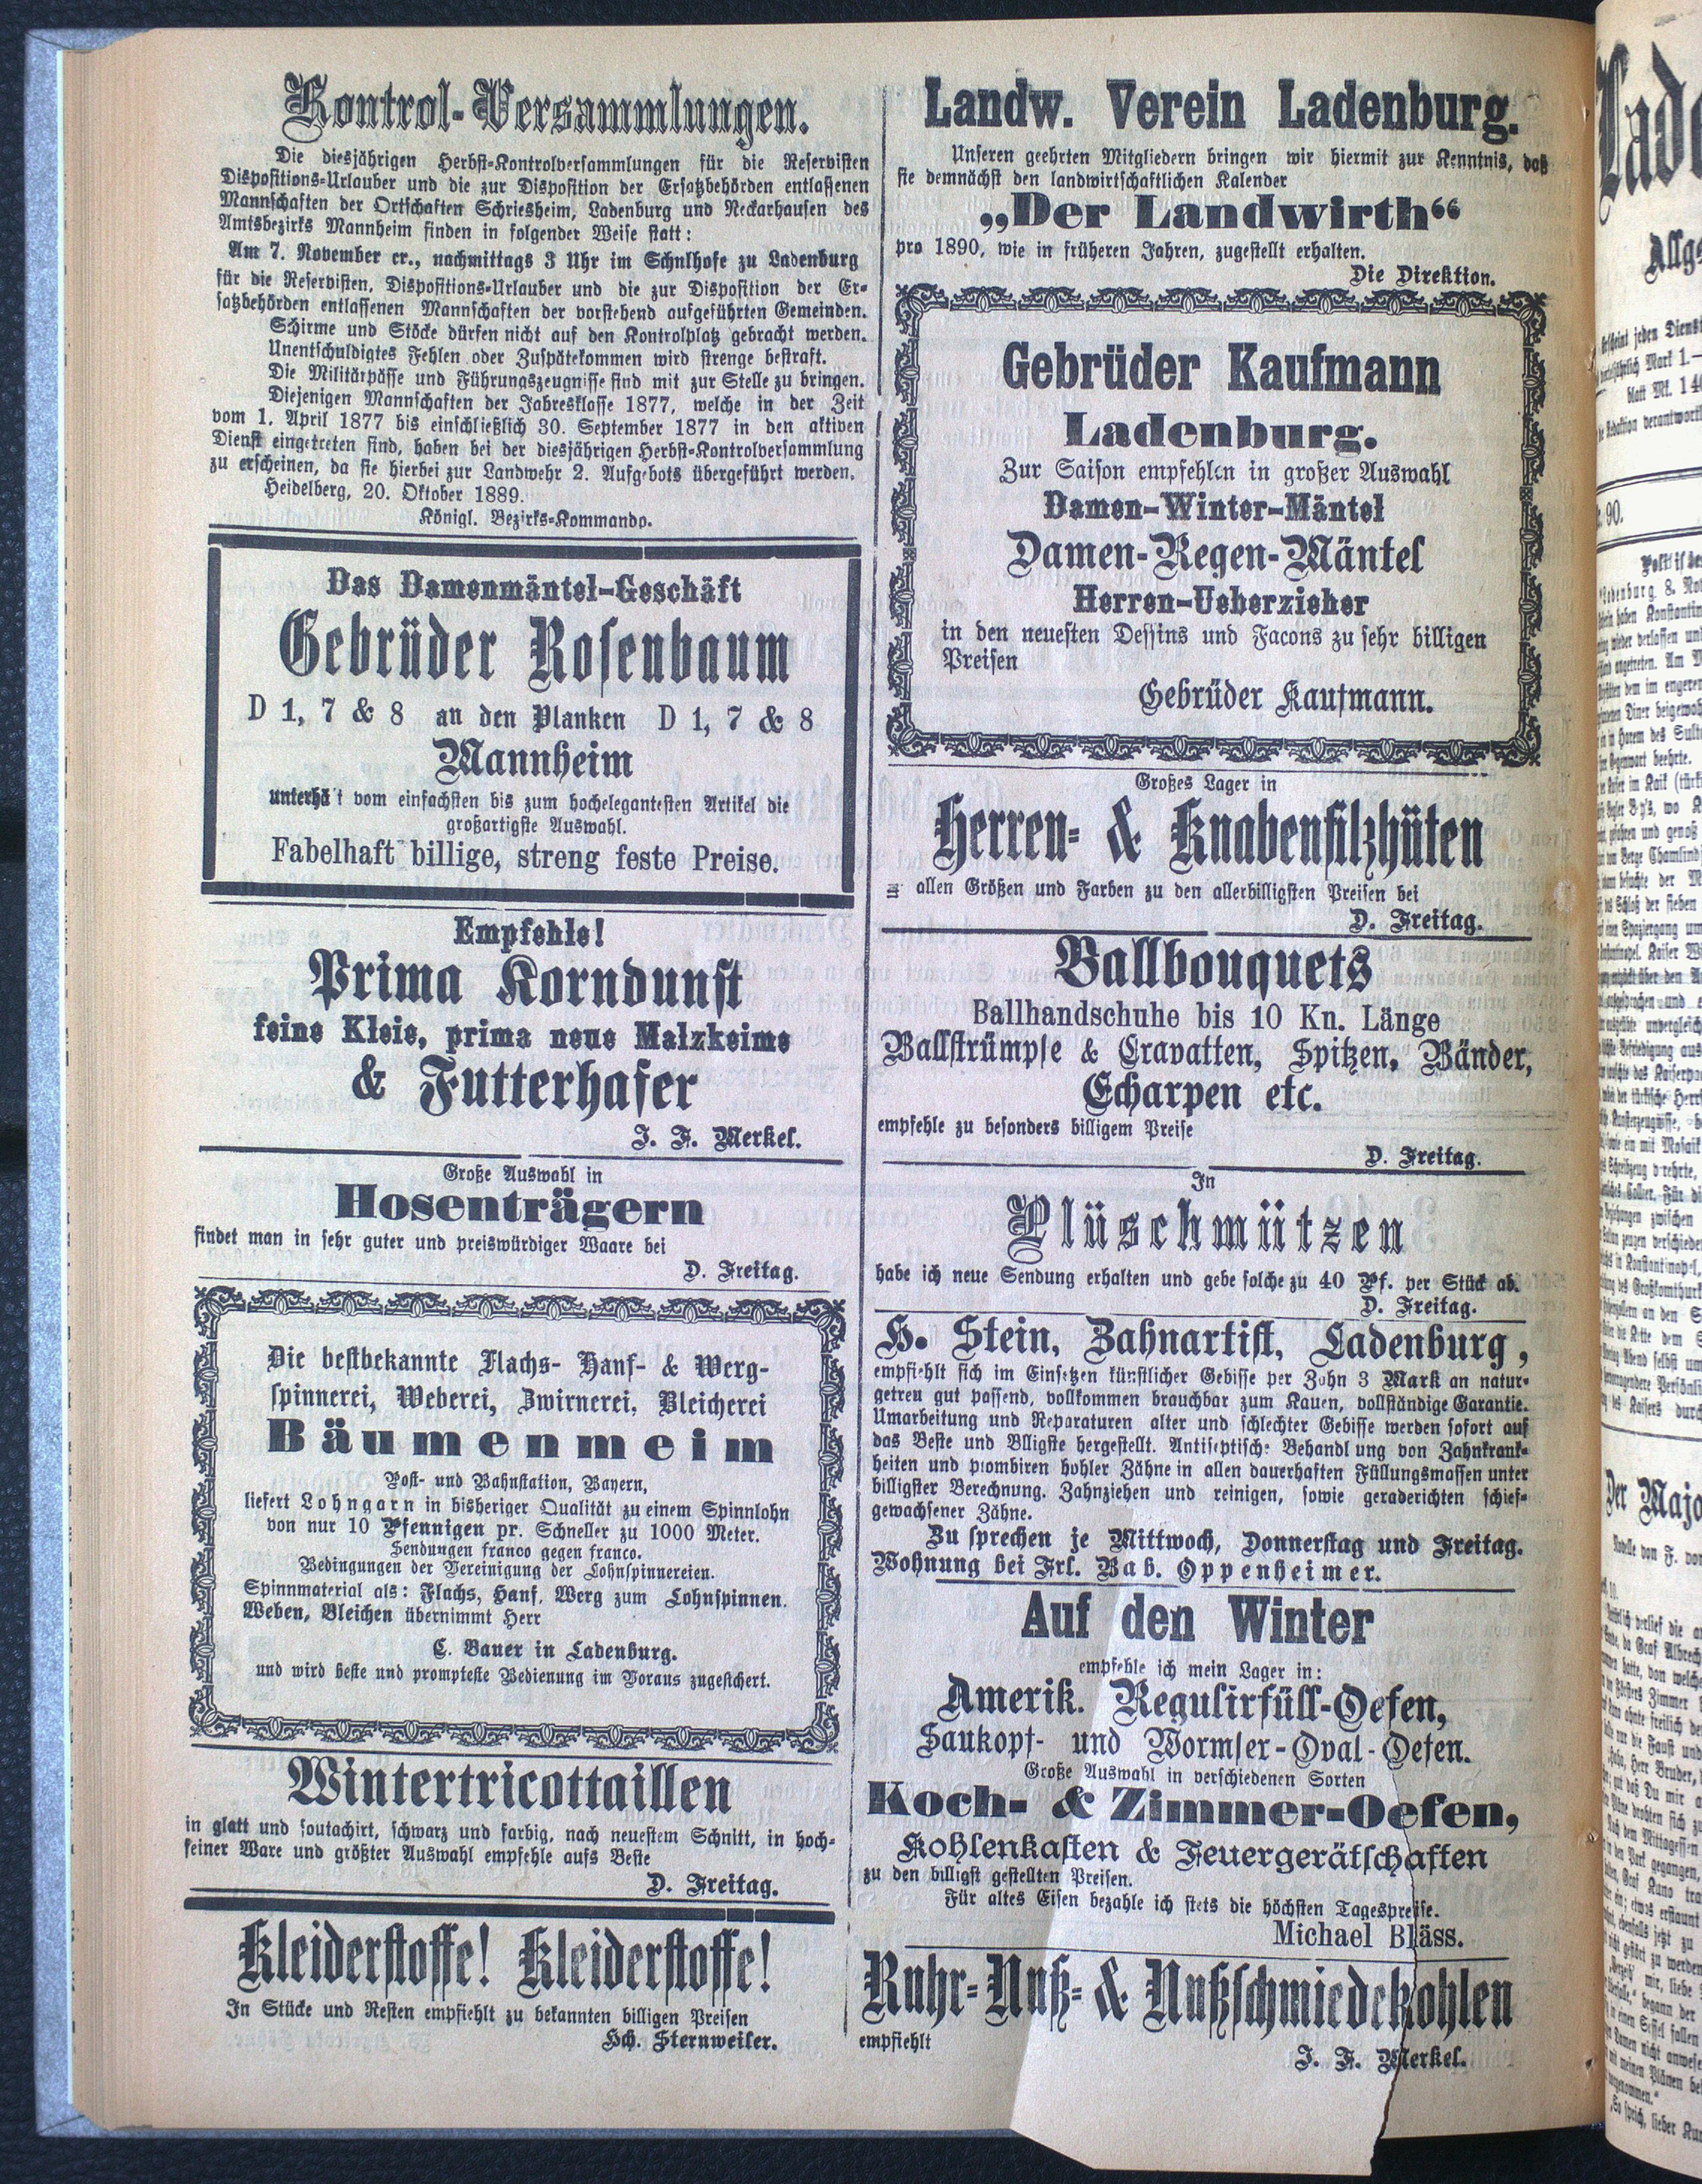 Kontrol-Versammlungen.
Die diesjährigen Herbst-Kontrolversammlungen für die Reservisten
Dispositions-Urlauber und die zur Disposition der Ersatzbehörden entlassenen
Mannschaften der Ortschaften Schriesheim, Ladenburg und Neckarhausen des
Amtsbezirks Mannheim finden in folgender Weise statt:
Am 7. November cr., nachmittags 3 Uhr im Schulhofe zu Ladenburg
für die Reservisten, Dispositions-Urlauber und die zur Disposition der Er-
satzbehörden entlassenen Mannschaften der vorstehend aufgeführten Gemeinden.
Schirme und Stöcke dürfen nicht auf den Kontrolplatz gebracht werden.
Unentschuldigtes Fehlen oder Zuspätekommen wird strenge bestraft.
Die Militärpässe und Führungszeugnisse sind mit zur Stelle zu bringen.
Diejenigen Mannschaften der Jahresklasse 1877, welche in der Zeit
vom 1. April 1877 bis einschließlich 30. September 1877 in den aktiven
Dienst eingetreten sind, haben bei der diesjährigen Herbst-Kontrolversammlung
zu erscheinen, da sie hierbei zur Landwehr 2. Aufgebots übergeführt werden.
Heidelberg, 20. Oktober 1889.
Königl. Bezirks-Kommando.
Das Damenmäntel-Geschäft
Gebrüder Rosenbaum
D 1, 7 & 8 an den Planken D 1, 7 & 8
Mannheim
unterhä't vom einfachsten bis zum hochelegantesten Artikel die
großartigste Auswahl.
Fabelhaft billige, streng feste Preise.
Empfehle!
Prima Korndunst
feine Kleie, prima neue Malzkeime
& Futterhafer
J. F. Merkel.
Große Auswahl in
Hosenträgern
findet man in sehr guter und preiswürdiger Waare bei
D. Freitag.
Die bestbekannte Flachs- Hanf- & Werg-
spinnerei, Weberei, Zwirnerei, Bleicherei
Bäumenmeim
Post- und Bahnstation, Bayern,
liefert Lohngarn in bisheriger Qualität zu einem Spinnlohn
von nur 10 Pfennigen pr. Schneller zu 1000 Meter.
Sendungen franco gegen franco.
Bedingungen der Vereinigung der Lohnspinnereien.
Spinnmaterial als: Flachs, Hanf, Werg zum Lohnspinnen.
Weben, Bleichen übernimmt Herr
C. Bauer in Ladenburg.
und wird beste und prompteste Bedienung im Voraus zugesichert.
Wintertricottaillen
in glatt und soutachirt, schwarz und farbig, nach neuestem Schnitt, in hoch-
feiner Ware und größter Auswahl empfehle aufs Beste
D. Freitag.
Kleiderstoffe! Kleiderstoffe!
In Stücke und Resten empfiehlt zu bekannten billigen Preisen
Hch. Sternweiler.
Landw. Verein Ladenburg.
Unseren geehrten Mitgliedern bringen wir hiermit zur Kenntnis, daß
sie demnächst den landwirtschaftlichen Kalender
„Der Landwirth“
pro 1890, wie in früheren Jahren, zugestellt erhalten.
Die Direktion.
Gebrüder Kaufmann
Ladenburg.
Zur Saison empfehlen in großer Auswahl
Damen-Winter-Mäntel
Damen-Regen-Mäntel
Herren-Ueberzieher
in den neuesten Dessins und Facons zu sehr billigen
Preisen
Gebrüder Kaufmann.
Großes Lager in
Herren- & Knabenfilzhüten
in allen Größen und Farben zu den allerbilligsten Preisen bei
D. Freitag.
Ballbouquets
Ballhandschuhe bis 10 Kn. Länge
Ballstrümpfe & Cravatten, Spitzen, Bänder,
Echarpen etc.
empfehle zu besonders billigem Preise
D. Freitag.
In
Plüschmützen
habe ich neue Sendung erhalten und gebe solche zu 40 Pf. per Stück ab.
D. Freitag.
H. Stein, Zahnartist, Ladenburg,
empfiehlt sich im Einsetzen künstlicher Gebisse per Zahn 3 Mark an natur-
getreu gut passend, vollkommen brauchbar zum Kauen, vollständige Garantie.
Umarbeitung und Reparaturen alter und schlechter Gebisse werden sofort auf
das Beste und Blligste hergestellt. Antiseptische Behandlung von Zahnkrank-
heiten und plombiren hohler Zähne in allen dauerhaften Füllungsmassen unter
billigster Berechnung. Zahnziehen und reinigen, sowie geraderichten schief-
gewachsener Zähne.
Zu sprechen je Mittwoch, Donnerstag und Freitag.
Wohnung bei Frl. Bab. Oppenheimer.
Auf den Winter
empfehle ich mein Lager in:
Amerik. Regulirfüll-Oefen,
Saukopf- und Wormser-Oval-Oefen.
Große Auswahl in verschiedenen Sorten
Koch- & Zimmer-Oefen,
Kohlenkasten & Feuergerätschaften
zu den billigst gestellten Preisen.
Für altes Eisen bezahle ich stets die höchsten Tagespreise.
Michael Bläss.
Ruhr-Nuß- & Nußschmiedekohlen
empfiehlt
J. F. Merkel.